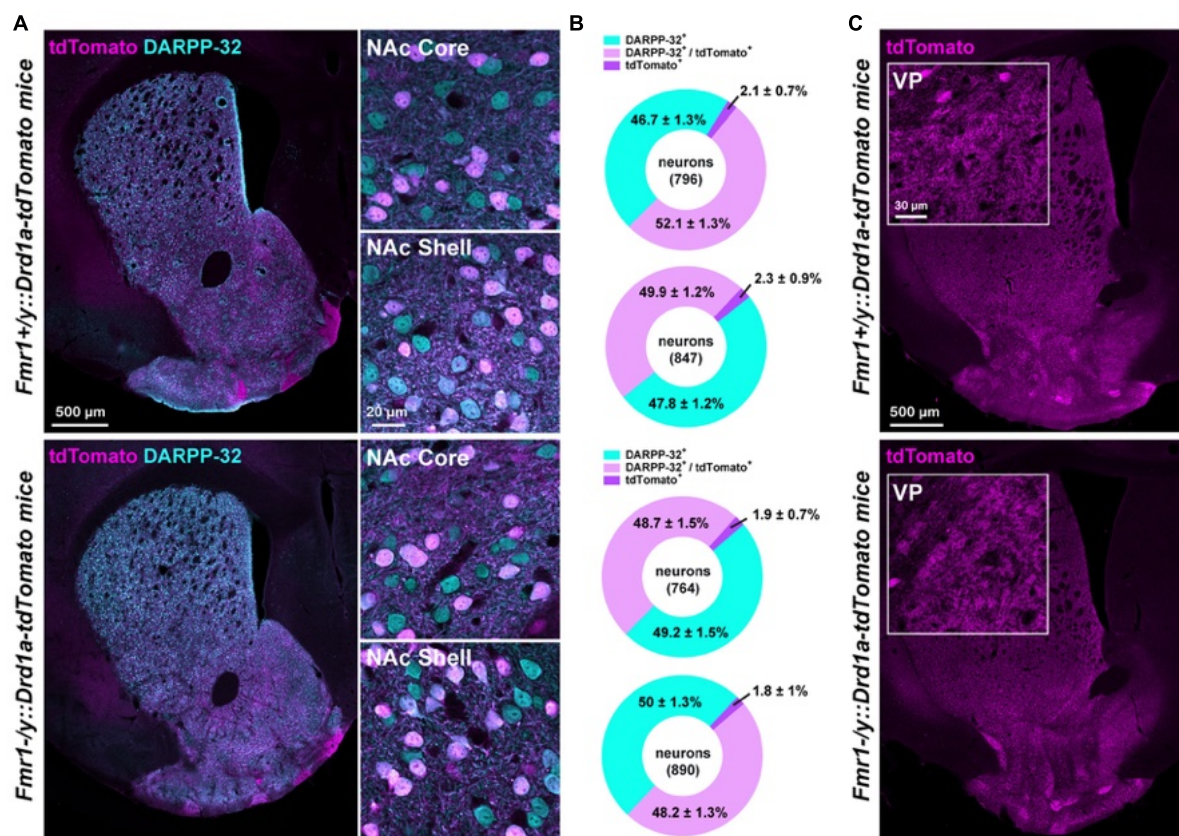 A
B
C
Fmr1+/y::Drd1a-tdTomato mice
tdTomato DARPP-32
500 µm
NAc Core
NAc Shell
20 µm
DARPP-32⁺
DARPP-32⁺ / tdTomato⁺
tdTomato⁺
2.1 ± 0.7%
46.7 ± 1.3%
neurons
(796)
52.1 ± 1.3%
2.3 ± 0.9%
49.9 ± 1.2%
neurons
(847)
47.8 ± 1.2%
Fmr1+/y::Drd1a-tdTomato mice
tdTomato
VP
30 µm
500 µm
Fmr1-/y::Drd1a-tdTomato mice
tdTomato DARPP-32
NAc Core
NAc Shell
DARPP-32⁺
DARPP-32⁺ / tdTomato⁺
tdTomato⁺
1.9 ± 0.7%
48.7 ± 1.5%
neurons
(764)
49.2 ± 1.5%
1.8 ± 1%
50 ± 1.3%
neurons
(890)
48.2 ± 1.3%
Fmr1-/y::Drd1a-tdTomato mice
tdTomato
VP